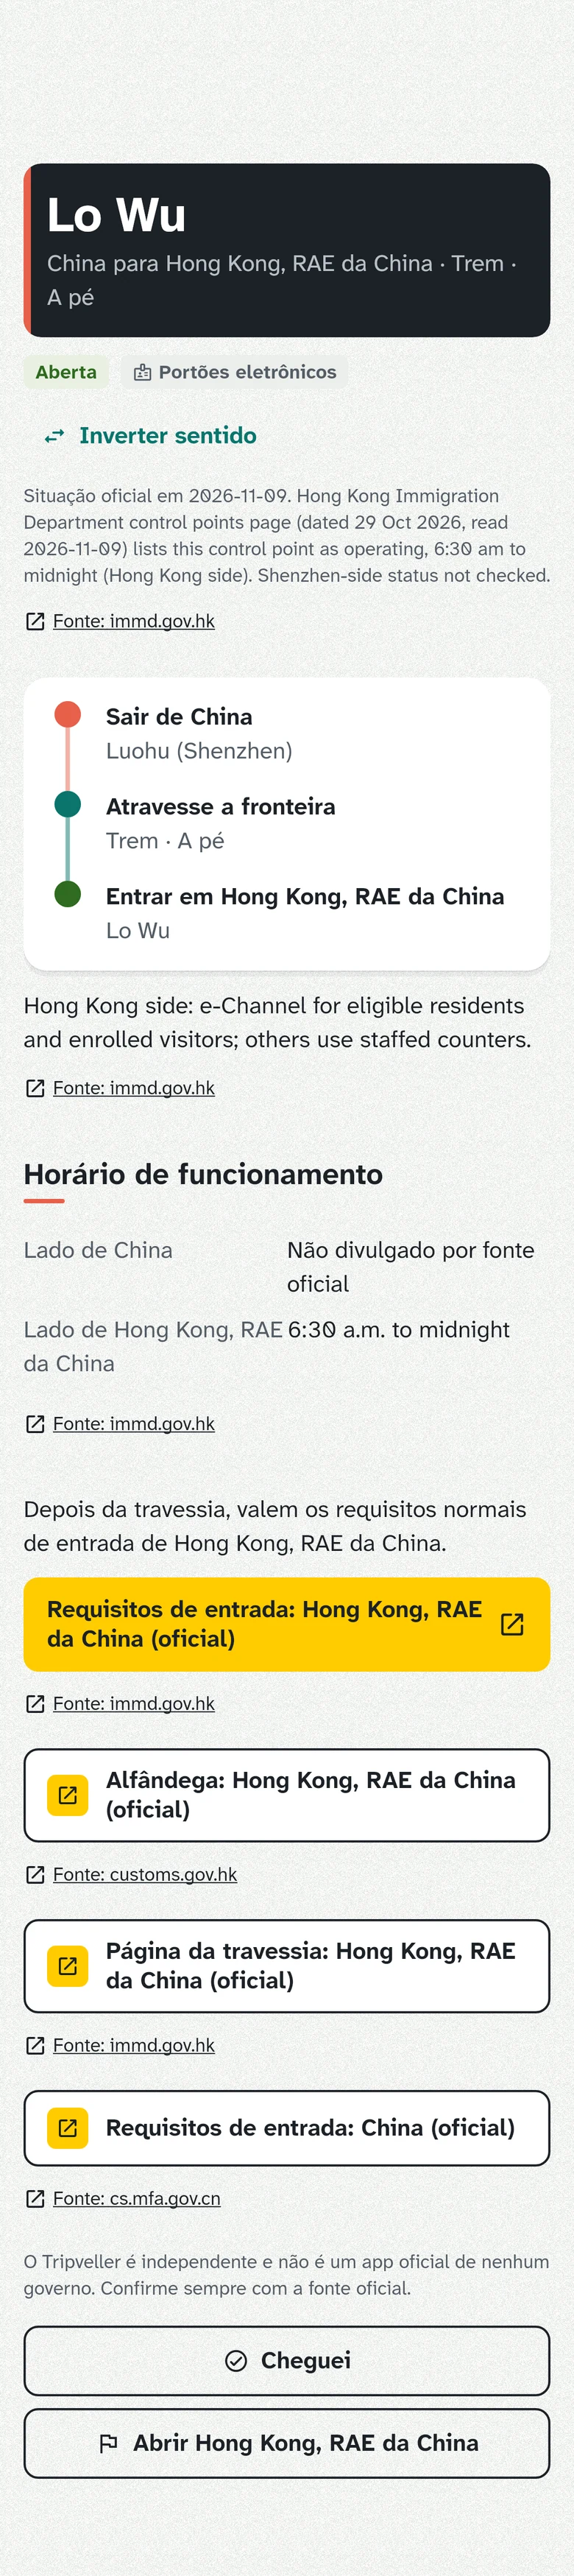 Lo Wu
China para Hong Kong, RAE da China · Trem ·
A pé
Aberta
Portões eletrônicos
Inverter sentido
Situação oficial em 2026-11-09. Hong Kong Immigration
Department control points page (dated 29 Oct 2026, read
2026-11-09) lists this control point as operating, 6:30 am to
midnight (Hong Kong side). Shenzhen-side status not checked.
Fonte: immd.gov.hk
Sair de China
Luohu (Shenzhen)
Atravesse a fronteira
Trem · A pé
Entrar em Hong Kong, RAE da China
Lo Wu
Hong Kong side: e-Channel for eligible residents
and enrolled visitors; others use staffed counters.
Fonte: immd.gov.hk
Horário de funcionamento
Lado de China
Não divulgado por fonte
oficial
Lado de Hong Kong, RAE
da China
6:30 a.m. to midnight
Fonte: immd.gov.hk
Depois da travessia, valem os requisitos normais
de entrada de Hong Kong, RAE da China.
Requisitos de entrada: Hong Kong, RAE
da China (oficial)
Fonte: immd.gov.hk
Alfândega: Hong Kong, RAE da China
(oficial)
Fonte: customs.gov.hk
Página da travessia: Hong Kong, RAE
da China (oficial)
Fonte: immd.gov.hk
Requisitos de entrada: China (oficial)
Fonte: cs.mfa.gov.cn
O Tripveller é independente e não é um app oficial de nenhum
governo. Confirme sempre com a fonte oficial.
Cheguei
Abrir Hong Kong, RAE da China